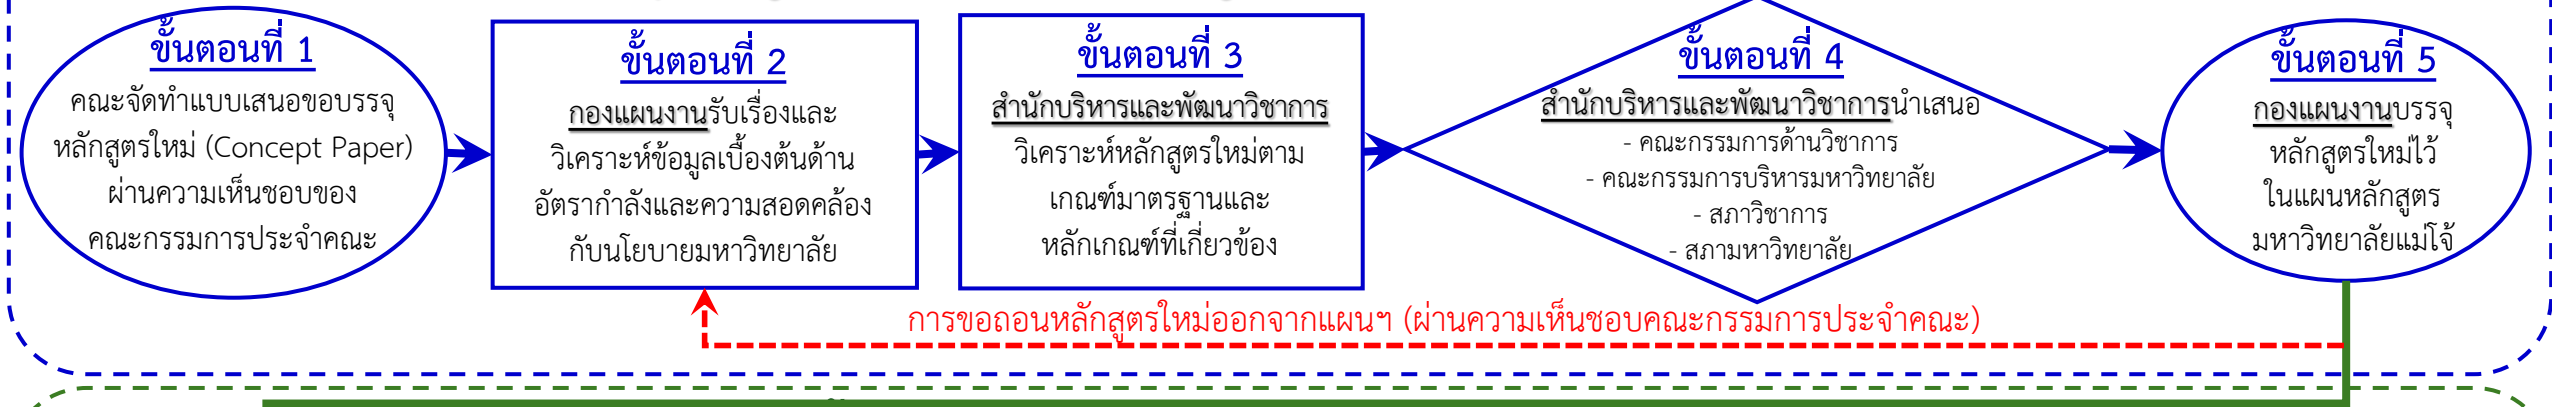 ขั้นตอนที่ 1
คณะจัดทำแบบเสนอขอบรรจุ
หลักสูตรใหม่ (Concept Paper)
ผ่านความเห็นชอบของ
คณะกรรมการประจำคณะ
ขั้นตอนที่ 2
กองแผนงานรับเรื่องและ
วิเคราะห์ข้อมูลเบื้องต้นด้าน
อัตรากำลังและความสอดคล้อง
กับนโยบายมหาวิทยาลัย
ขั้นตอนที่ 3
สำนักบริหารและพัฒนาวิชาการ
วิเคราะห์หลักสูตรใหม่ตาม
เกณฑ์มาตรฐานและ
หลักเกณฑ์ที่เกี่ยวข้อง
ขั้นตอนที่ 4
สำนักบริหารและพัฒนาวิชาการนำเสนอ
- คณะกรรมการด้านวิชาการ
- คณะกรรมการบริหารมหาวิทยาลัย
- สภาวิชาการ
- สภามหาวิทยาลัย
ขั้นตอนที่ 5
กองแผนงานบรรจุ
หลักสูตรใหม่ไว้
ในแผนหลักสูตร
มหาวิทยาลัยแม่โจ้
การขอถอนหลักสูตรใหม่ออกจากแผนฯ (ผ่านความเห็นชอบคณะกรรมการประจำคณะ)